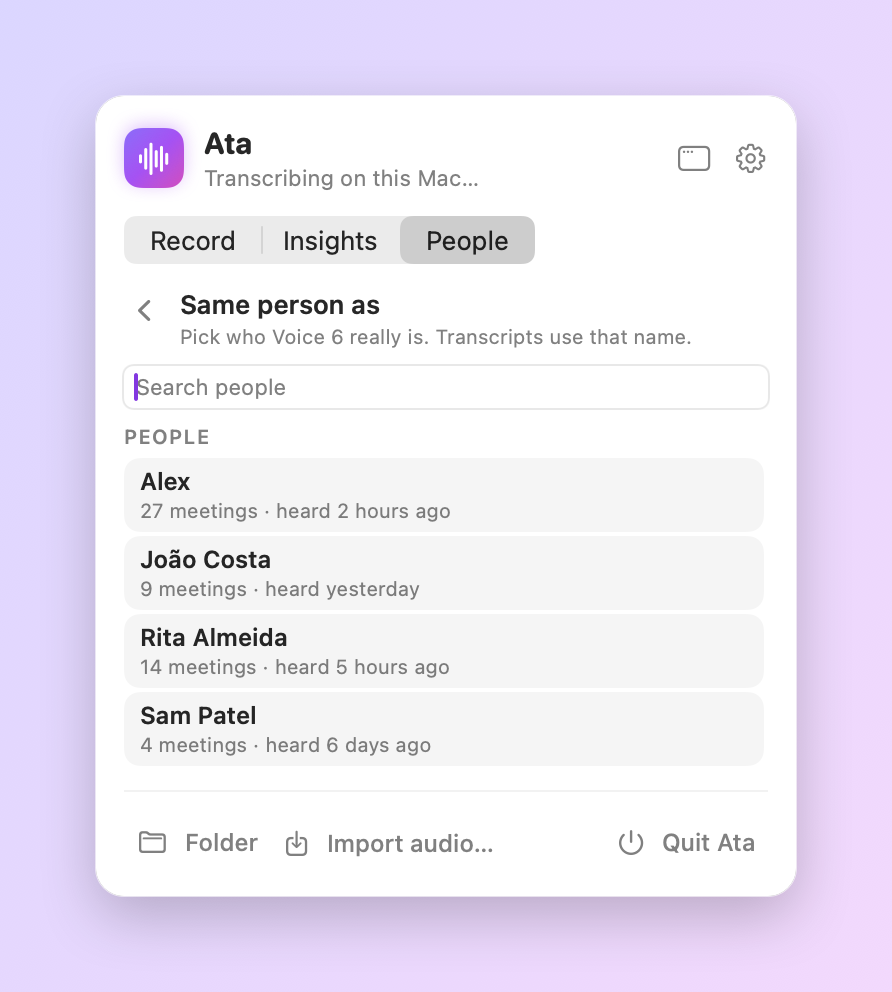 Ata
Transcribing on this Mac...
Record
Insights
People
Same person as
Pick who Voice 6 really is. Transcripts use that name.
Search people
PEOPLE
Alex
27 meetings · heard 2 hours ago
João Costa
9 meetings · heard yesterday
Rita Almeida
14 meetings · heard 5 hours ago
Sam Patel
4 meetings · heard 6 days ago
Folder
Import audio...
Quit Ata